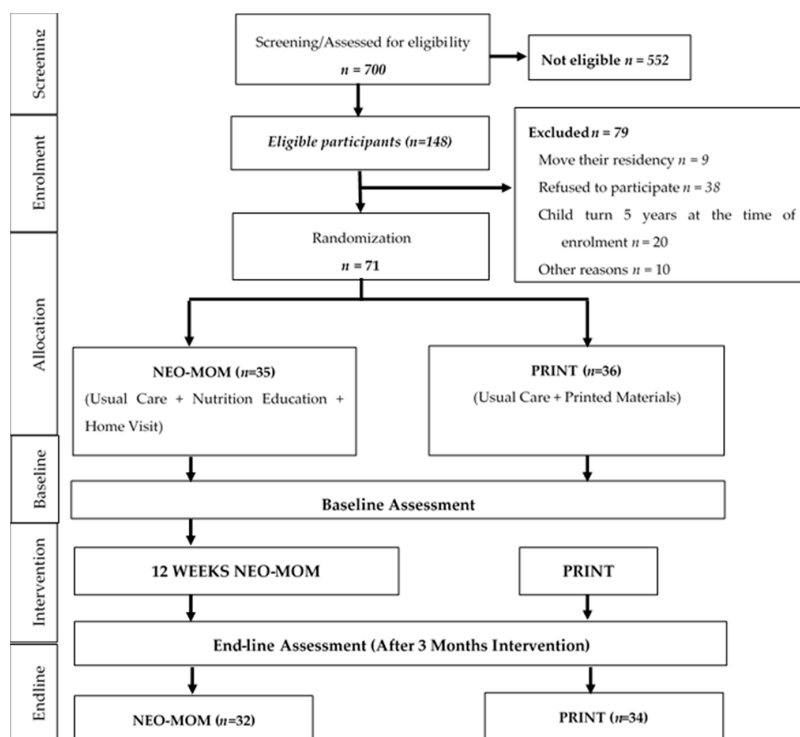 Screening
Screening/Assessed for eligibility
n = 700
Not eligible n = 552
Enrolment
Eligible participants (n=148)
Excluded n = 79
Move their residency n = 9
Refused to participate n = 38
Child turn 5 years at the time of
enrolment n = 20
Other reasons n = 10
Randomization
n = 71
Allocation
NEO-MOM (n=35)
(Usual Care + Nutrition Education +
Home Visit)
PRINT (n=36)
(Usual Care + Printed Materials)
Baseline
Baseline Assessment
Intervention
12 WEEKS NEO-MOM
PRINT
End-line Assessment (After 3 Months Intervention)
Endline
NEO-MOM (n=32)
PRINT (n=34)